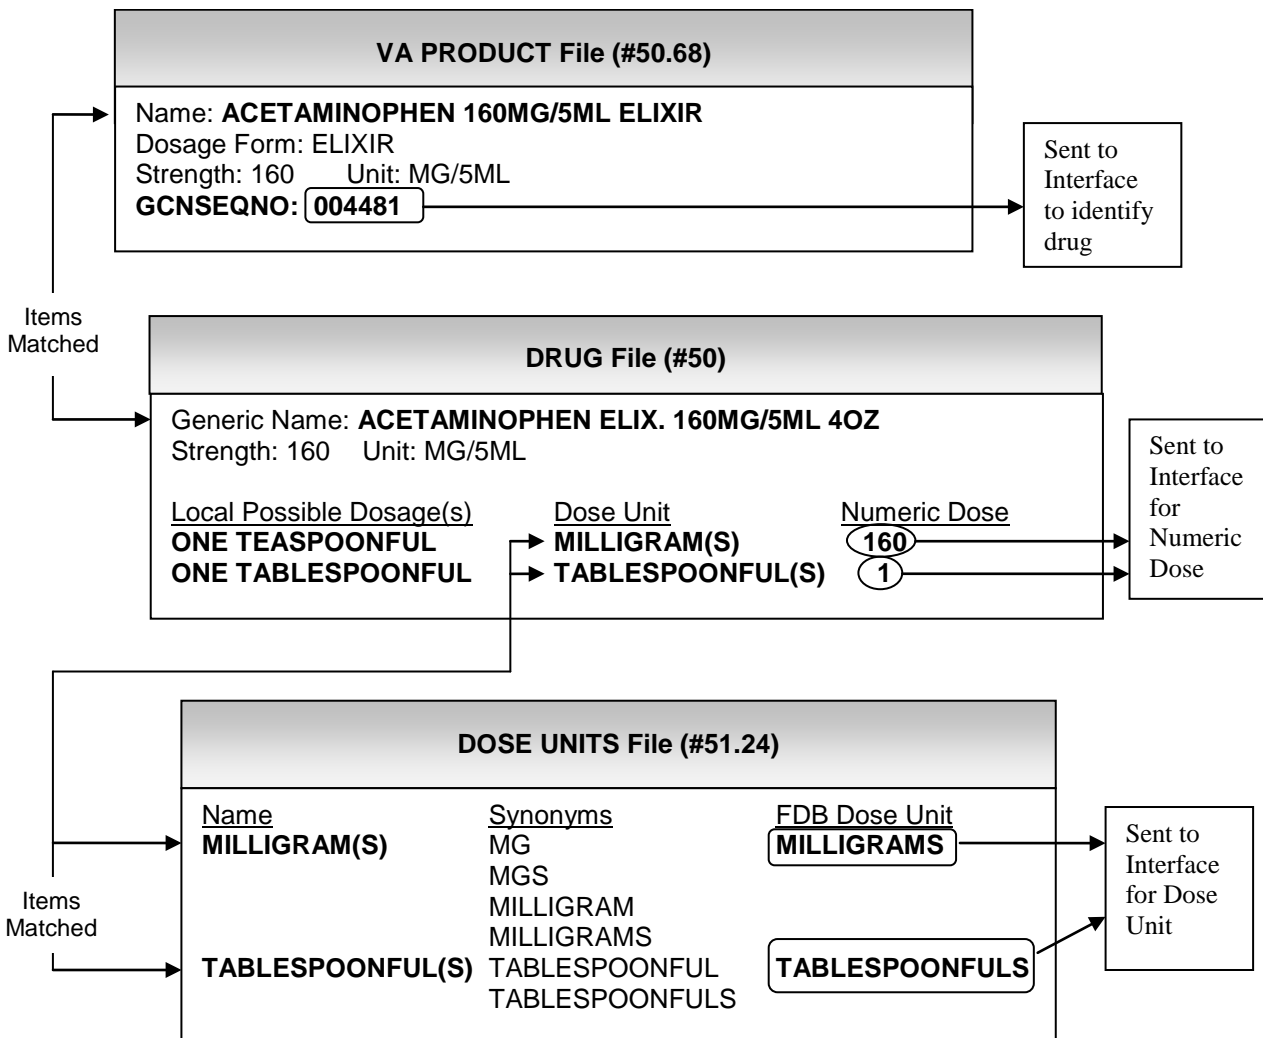 VA PRODUCT File (#50.68)
Name: ACETAMINOPHEN 160MG/5ML ELIXIR
Dosage Form: ELIXIR
Strength: 160 Unit: MG/5ML
GCNSEQNO: 004481
Sent to
Interface
to identify
drug
Items
Matched
DRUG File (#50)
Generic Name: ACETAMINOPHEN ELIX. 160MG/5ML 4OZ
Strength: 160 Unit: MG/5ML
Local Possible Dosage(s) Dose Unit Numeric Dose
ONE TEASPOONFUL MILLIGRAM(S) 160
ONE TABLESPOONFUL TABLESPOONFUL(S) 1
Sent to
Interface
for
Numeric
Dose
DOSE UNITS File (#51.24)
Name Synonyms FDB Dose Unit
MILLIGRAM(S) MG MILLIGRAMS
MGS
MILLIGRAM
MILLIGRAMS
TABLESPOONFUL(S) TABLESPOONFUL TABLESPOONFULS
TABLESPOONFULS
Sent to
Interface
for Dose
Unit
Items
Matched